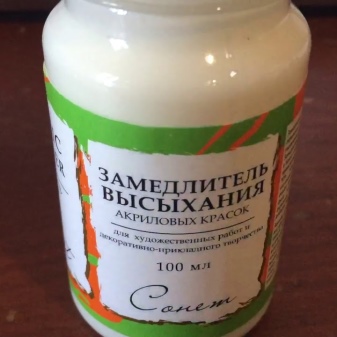 ЗАМЕДЛИТЕЛЬ
ВЫСЫХАНИЯ
АКРИЛОВЫХ КРАСОК
для художественных работ и
декоративно-прикладного творчества
100 мл
Сонет